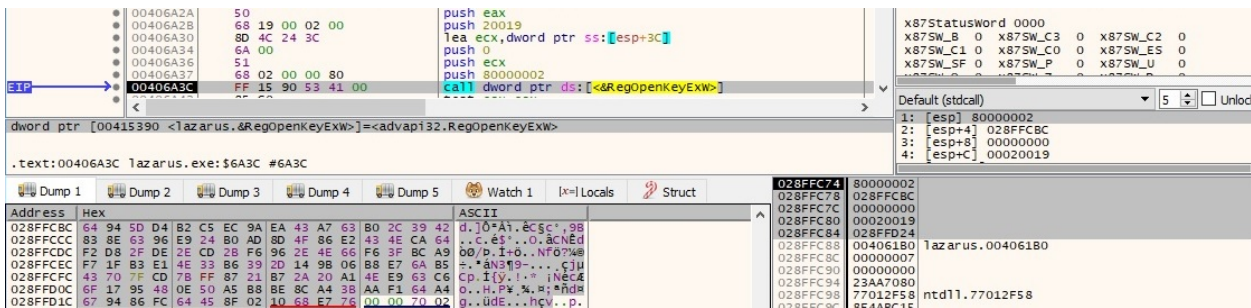 00406A2A 50 push eax
00406A2B 68 19 00 02 00 push 20019
00406A30 8D 4C 24 3C lea ecx,dword ptr ss:[esp+3C]
00406A34 6A 00 push 0
00406A36 51 push ecx
00406A37 68 02 00 00 80 push 80000002
EIP 00406A3C FF 15 90 53 41 00 call dword ptr ds:[<&RegOpenKeyExW>]
dword ptr [00415390 <lazarus.&RegOpenKeyExW>]=<advapi32.RegOpenKeyExW>
.text:00406A3C lazarus.exe:$6A3C #6A3C
x87StatusWord 0000
x87SW_B 0 x87SW_C3 0 x87SW_C2 0
x87SW_C1 0 x87SW_C0 0 x87SW_ES 0
x87SW_SF 0 x87SW_P 0 x87SW_U 0
Default (stdcall) 5 Unloc
1: [esp] 80000002
2: [esp+4] 028FFCBC
3: [esp+8] 00000000
4: [esp+C] 00020019
Dump 1 Dump 2 Dump 3 Dump 4 Dump 5 Watch 1 [x=] Locals Struct
Address Hex ASCII
028FFCBC 64 94 5D D4 B2 C5 EC 9A EA 43 A7 63 B0 2C 39 42
028FFCCC 83 8E 63 96 E9 24 B0 AD 8D 4F 86 E2 43 4E CA 64
028FFCDC F2 D8 2F DE 2E CD 2B F6 96 2E 4E 66 F6 3F BC A9
028FFCEC F7 1F B3 E1 4E 33 B6 39 2D 14 9B 06 B8 E7 6A B5
028FFCFC 43 70 7F CD 7B FF 87 21 B7 2A 20 A1 4E E9 63 C6
028FFD0C 6F 17 95 48 0E 50 A5 B8 BE 8C A4 3B AA F1 64 A4
028FFD1C 67 94 86 FC 64 45 8F 02 10 68 E7 76 00 00 70 02
028FFC74 80000002
028FFC78 028FFCBC
028FFC7C 00000000
028FFC80 00020019
028FFC84 028FFD24
028FFC88 004061B0 lazarus.004061B0
028FFC8C 00000007
028FFC90 00000000
028FFC94 23AA7080
028FFC98 77012F58 ntdll.77012F58
028FFC9C 8F4ABC15